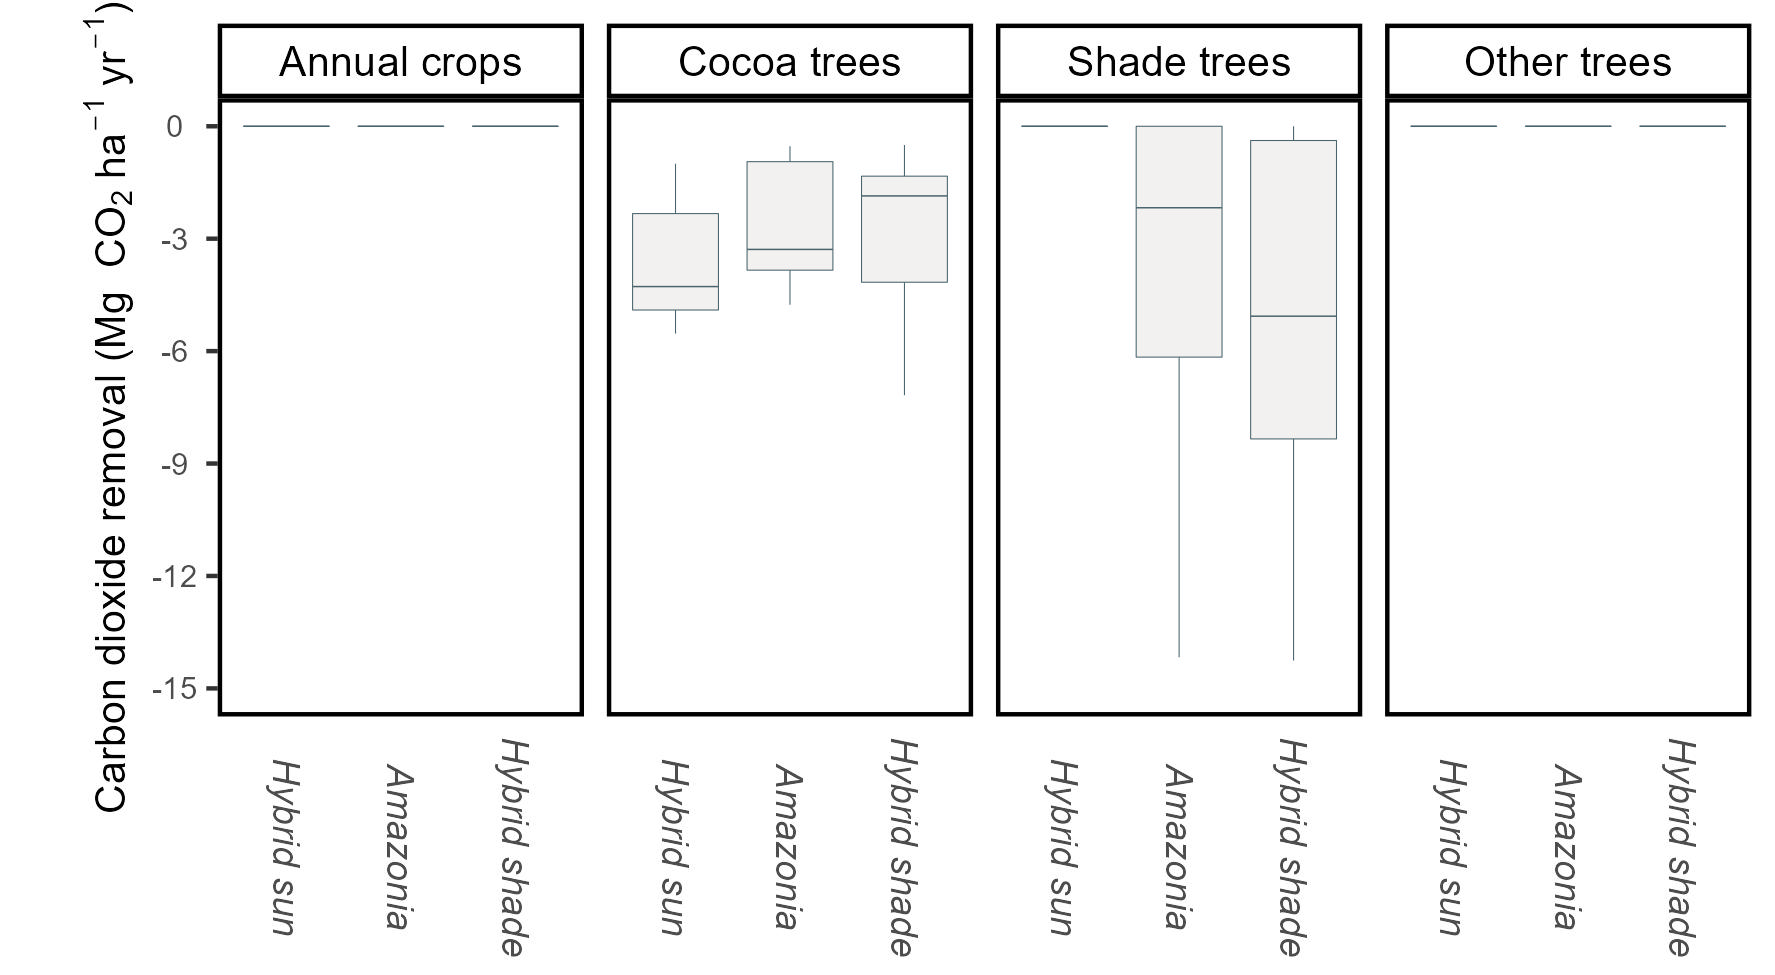 Carbon dioxide removal (Mg CO₂ ha⁻¹ yr⁻¹)
Annual crops
Cocoa trees
Shade trees
Other trees
0
-3
-6
-9
-12
-15
Hybrid sun
Amazonia
Hybrid shade
Hybrid sun
Amazonia
Hybrid shade
Hybrid sun
Amazonia
Hybrid shade
Hybrid sun
Amazonia
Hybrid shade